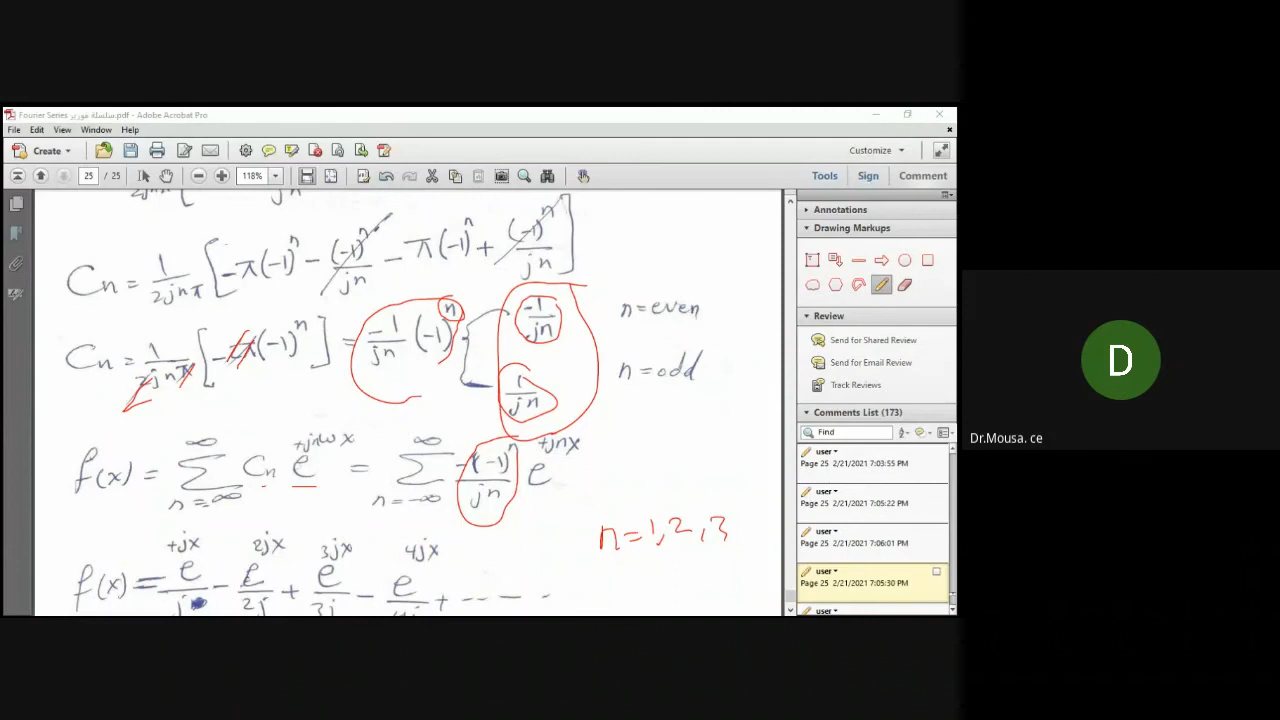 Fourier Series سلسلة فورير.pdf - Adobe Acrobat Pro
File Edit View Window Help
Create Customize
25 / 25 118% Tools Sign Comment
Cn = 1/2jnπ [-π(-1)^n - (-1)^n/jn - π(-1)^n + (-1)^n/jn]
Cn = 1/2jnπ [-2π(-1)^n] = -1/jn (-1)^n
-1/jn n=even
1/jn n=odd
f(x) = ∑_{n=-∞}^{∞} Cn e^{+jnωx} = ∑_{n=-∞}^{∞} -(-1)^n/jn e^{+jnx}
n=1,2,3
f(x) = e^{+jx}/j - e^{2jx}/2j + e^{3jx}/3j - e^{4jx}/4j + -- - -
Annotations
Drawing Markups
Review
Send for Shared Review
Send for Email Review
Track Reviews
Comments List (173)
Find
user
Page 25 2/21/2021 7:03:55 PM
user
Page 25 2/21/2021 7:05:22 PM
user
Page 25 2/21/2021 7:06:01 PM
user
Page 25 2/21/2021 7:05:30 PM
user
D
Dr.Mousa. ce